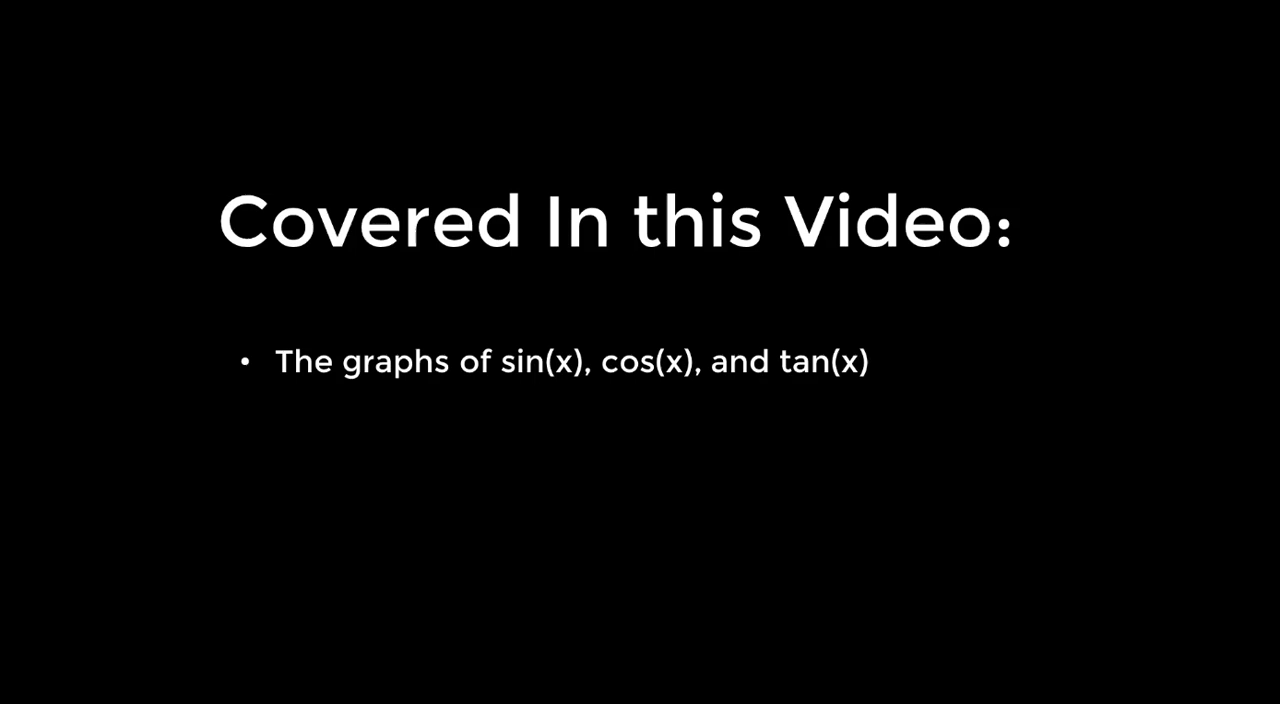 Covered In this Video:
• The graphs of sin(x), cos(x), and tan(x)